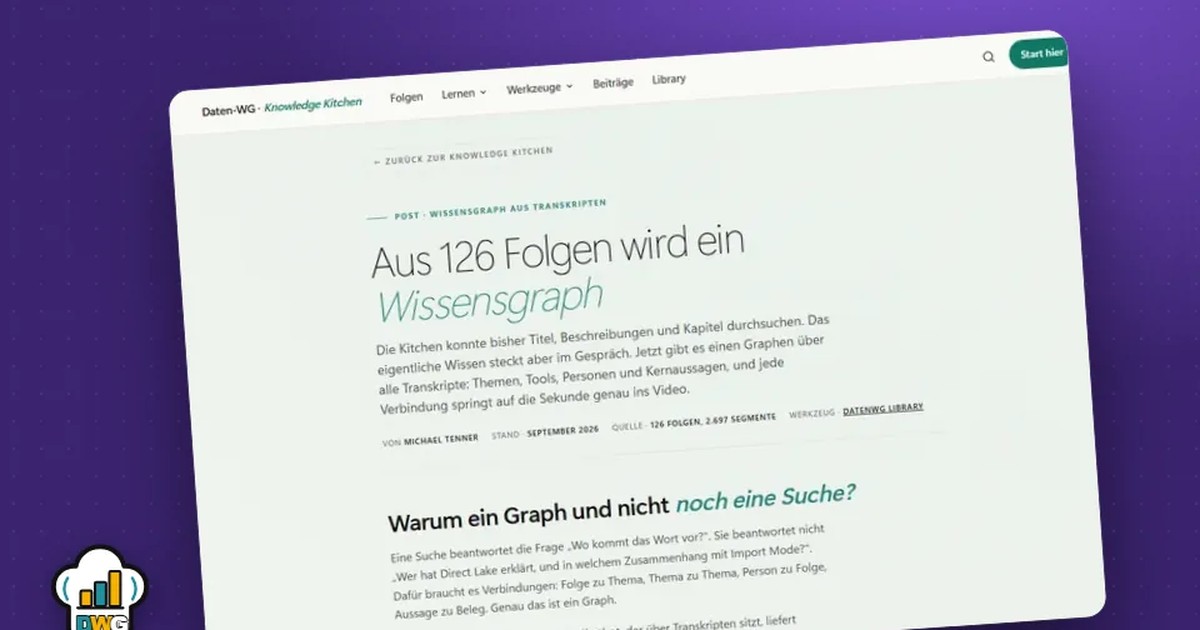 Daten-WG · Knowledge Kitchen Folgen Lernen Werkzeuge Beiträge Library Start hier
← ZURÜCK ZUR KNOWLEDGE KITCHEN
POST · WISSENSGRAPH AUS TRANSKRIPTEN
Aus 126 Folgen wird ein
Wissensgraph
Die Kitchen konnte bisher Titel, Beschreibungen und Kapitel durchsuchen. Das
eigentliche Wissen steckt aber im Gespräch. Jetzt gibt es einen Graphen über
alle Transkripte: Themen, Tools, Personen und Kernaussagen, und jede
Verbindung springt auf die Sekunde genau ins Video.
VON MICHAEL TENNER STAND · SEPTEMBER 2026 QUELLE · 126 FOLGEN, 2.697 SEGMENTE WERKZEUG · DATENWG LIBRARY
Warum ein Graph und nicht noch eine Suche?
Eine Suche beantwortet die Frage „Wo kommt das Wort vor?“. Sie beantwortet nicht
„Wer hat Direct Lake erklärt, und in welchem Zusammenhang mit Import Mode?“.
Dafür braucht es Verbindungen: Folge zu Thema, Thema zu Thema, Person zu Folge,
Aussage zu Beleg. Genau das ist ein Graph.
der über Transkripten sitzt, liefert
DWG